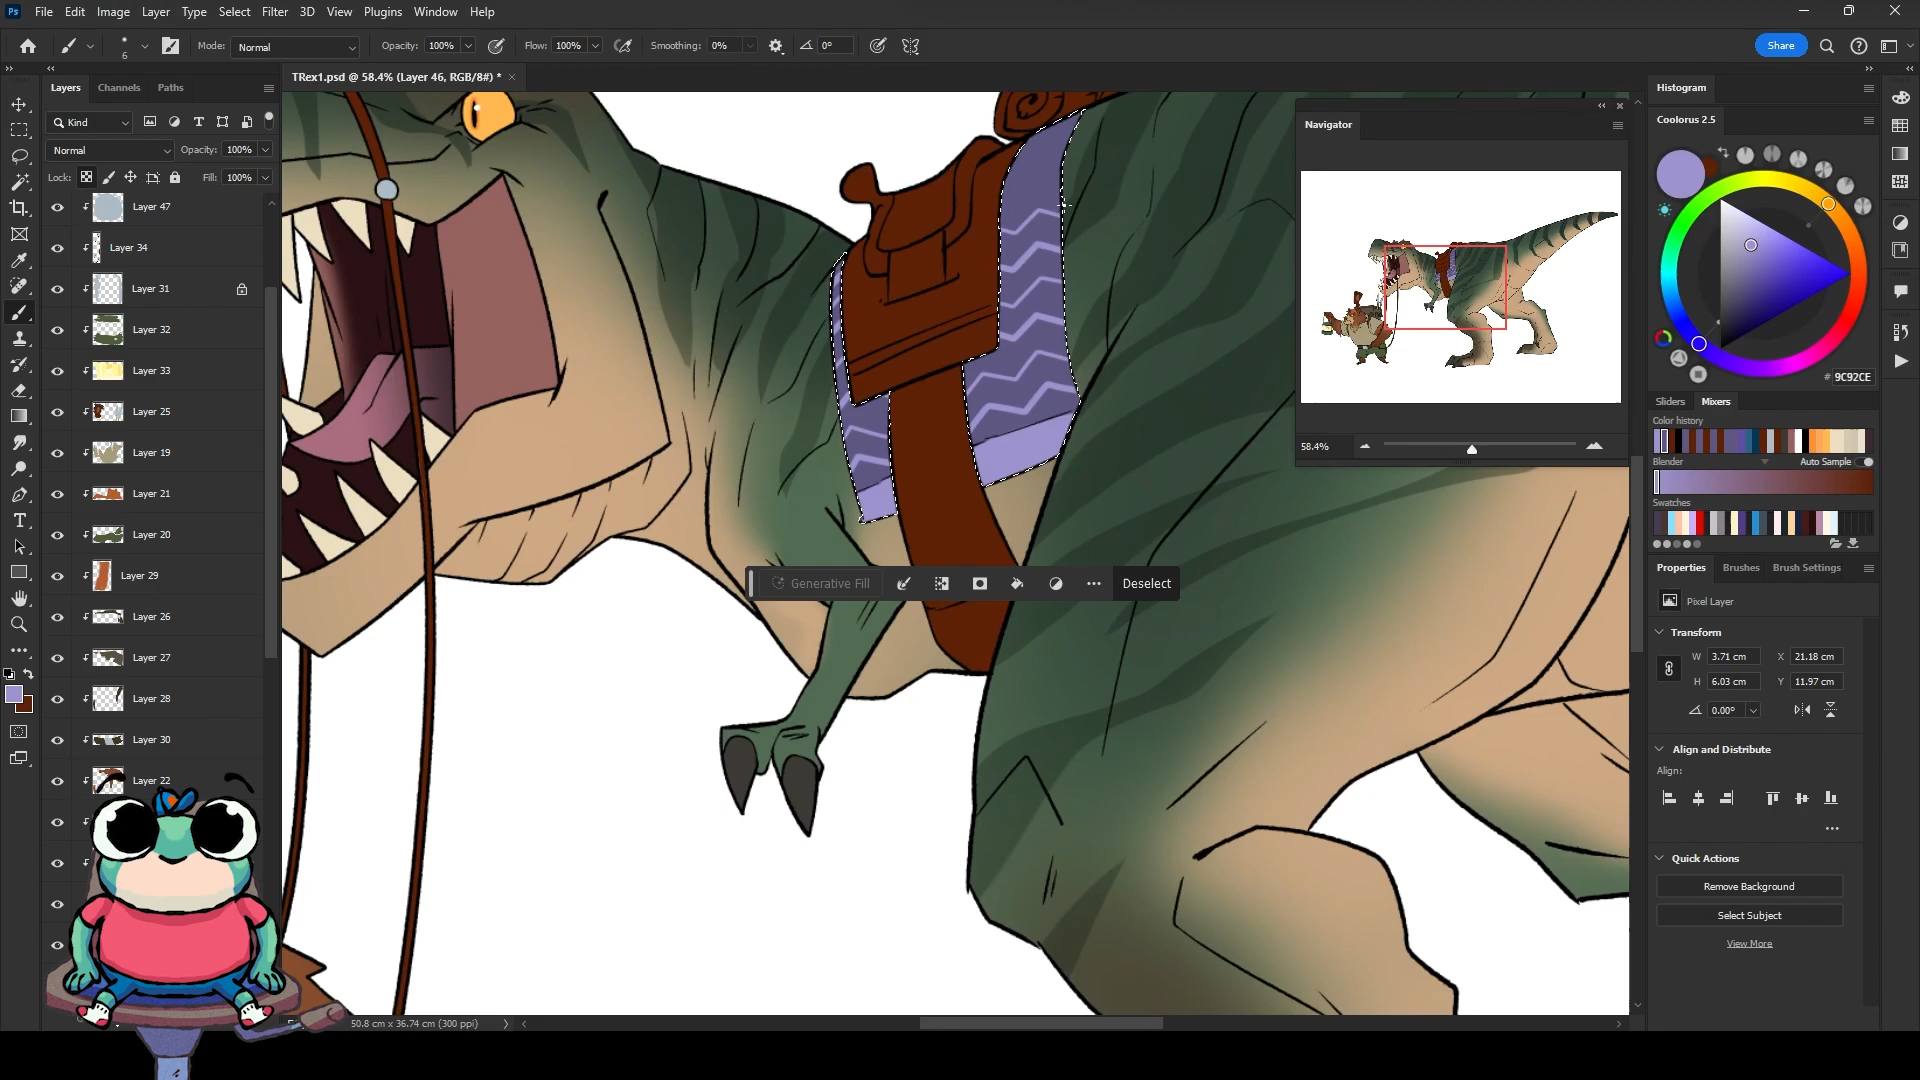 Ps File Edit Image Layer Type Select Filter 3D View Plugins Window Help
6 Mode: Normal Opacity: 100% Flow: 100% Smoothing: 0% 0° Share
Layers Channels Paths
TRex1.psd @ 58.4% (Layer 46, RGB/8#) *
Kind
Normal Opacity: 100%
Lock: Fill: 100%
Layer 47
Layer 34
Layer 31
Layer 32
Layer 33
Layer 25
Layer 19
Layer 21
Layer 20
Layer 29
Layer 26
Layer 27
Layer 28
Layer 30
Layer 22
Generative Fill Deselect
50.8 cm x 36.74 cm (300 ppi)
Navigator
58.4%
Histogram
Coolorus 2.5
# 9C92CE
Sliders Mixers
Color history
Blender Auto Sample
Swatches
Properties Brushes Brush Settings
Pixel Layer
Transform
W 3.71 cm X 21.18 cm
H 6.03 cm Y 11.97 cm
0.00°
Align and Distribute
Align:
Quick Actions
Remove Background
Select Subject
View More